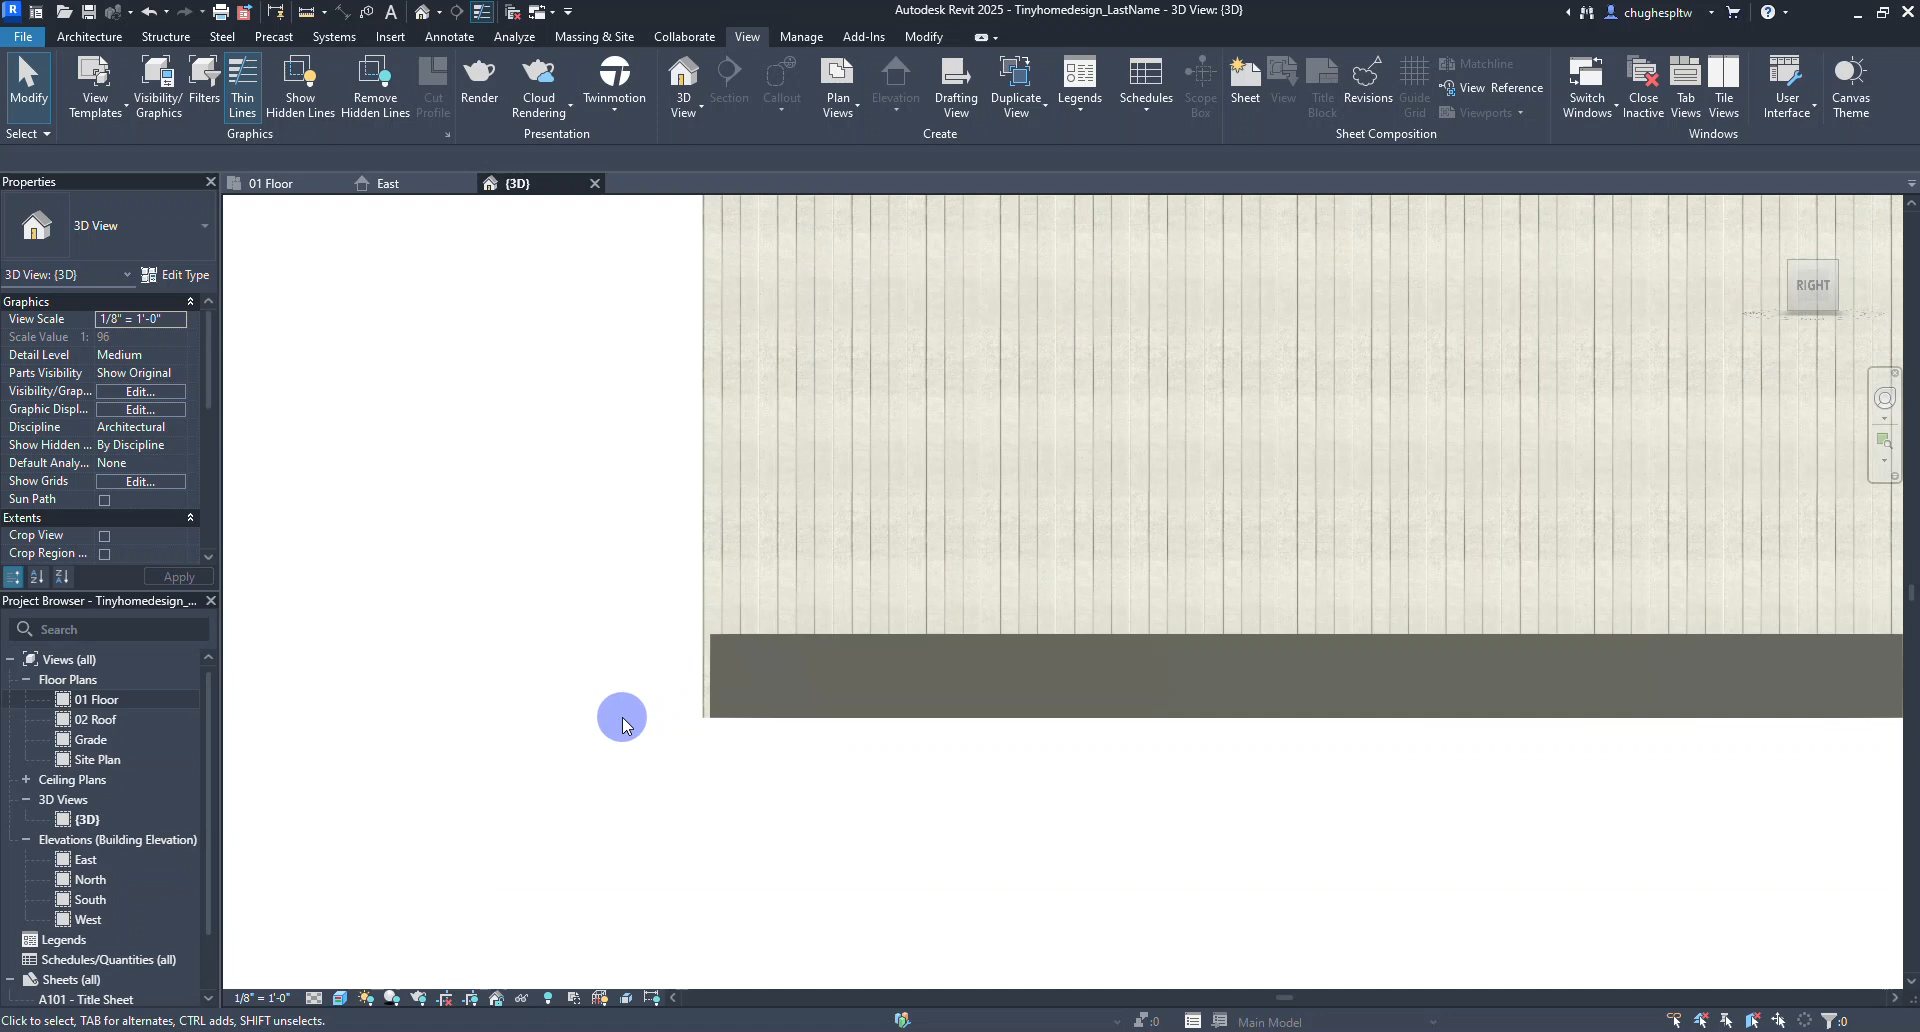 Autodesk Revit 2025 - Tinyhomedesign_LastName - 3D View: {3D}
chughespltw
File Architecture Structure Steel Precast Systems Insert Annotate Analyze Massing & Site Collaborate View Manage Add-Ins Modify
Modify
View Templates
Visibility/ Graphics
Filters
Thin Lines
Show Hidden Lines
Remove Hidden Lines
Cut Profile
Render
Cloud Rendering
Twinmotion
3D View
Section
Callout
Plan Views
Elevation
Drafting View
Duplicate View
Legends
Schedules
Scope Box
Sheet
View
Title Block
Revisions
Guide Grid
Matchline
View Reference
Viewports
Switch Windows
Close Inactive
Tab Views
Tile Views
User Interface
Canvas Theme
Select Graphics Presentation Create Sheet Composition Windows
Properties
01 Floor
East
{3D}
3D View
3D View: {3D} Edit Type
Graphics
View Scale 1/8" = 1'-0"
Scale Value 1: 96
Detail Level Medium
Parts Visibility Show Original
Visibility/Grap... Edit...
Graphic Displ... Edit...
Discipline Architectural
Show Hidden ... By Discipline
Default Analy... None
Show Grids Edit...
Sun Path
Extents
Crop View
Crop Region ...
Apply
RIGHT
Project Browser - Tinyhomedesign_...
Search
Views (all)
Floor Plans
01 Floor
02 Roof
Grade
Site Plan
Ceiling Plans
3D Views
{3D}
Elevations (Building Elevation)
East
North
South
West
Legends
Schedules/Quantities (all)
Sheets (all)
A101 - Title Sheet
1/8" = 1'-0"
Click to select, TAB for alternates, CTRL adds, SHIFT unselects.
:0
Main Model
:0